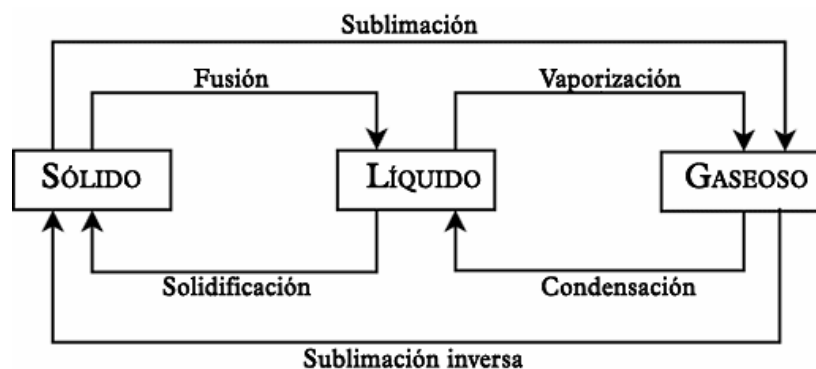 Sublimación
Fusión
Vaporización
SÓLIDO
LÍQUIDO
GASEOSO
Solidificación
Condensación
Sublimación inversa